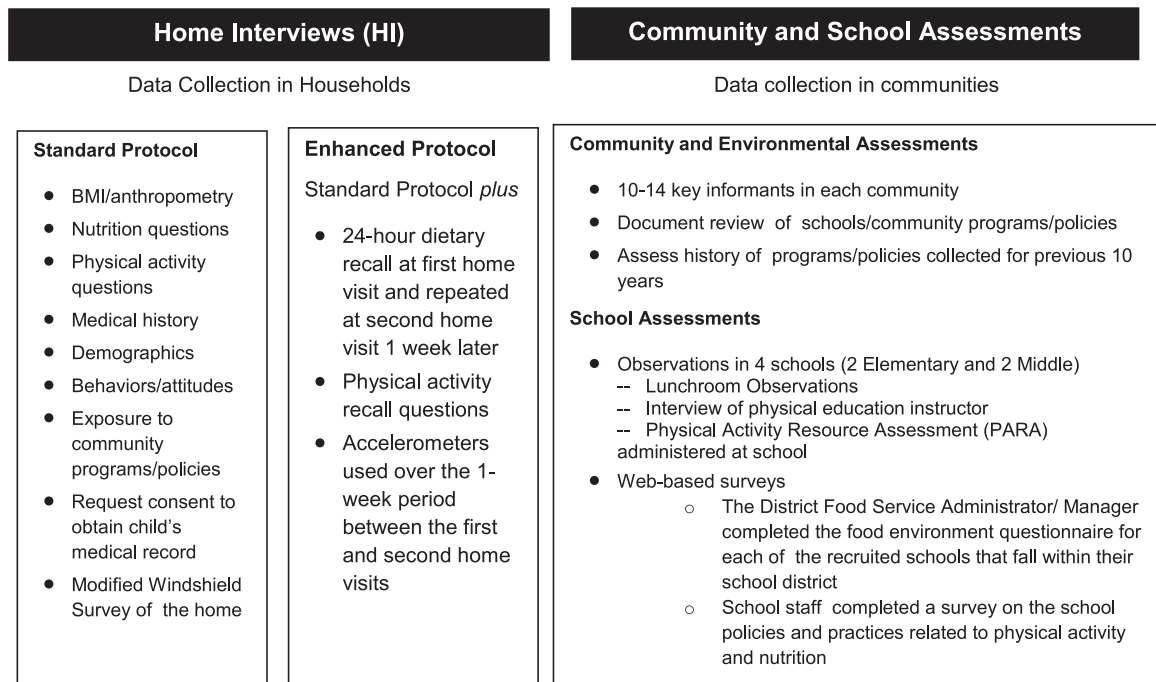 Home Interviews (HI)
Data Collection in Households
Standard Protocol
• BMI/anthropometry
• Nutrition questions
• Physical activity
questions
• Medical history
• Demographics
• Behaviors/attitudes
• Exposure to
community
programs/policies
• Request consent to
obtain child's
medical record
• Modified Windshield
Survey of the home
Enhanced Protocol
Standard Protocol plus
• 24-hour dietary
recall at first home
visit and repeated
at second home
visit 1 week later
• Physical activity
recall questions
• Accelerometers
used over the 1-
week period
between the first
and second home
visits
Community and School Assessments
Data collection in communities
Community and Environmental Assessments
• 10-14 key informants in each community
• Document review of schools/community programs/policies
• Assess history of programs/policies collected for previous 10
years
School Assessments
• Observations in 4 schools (2 Elementary and 2 Middle)
-- Lunchroom Observations
-- Interview of physical education instructor
-- Physical Activity Resource Assessment (PARA)
administered at school
• Web-based surveys
o The District Food Service Administrator/ Manager
completed the food environment questionnaire for
each of the recruited schools that fall within their
school district
o School staff completed a survey on the school
policies and practices related to physical activity
and nutrition